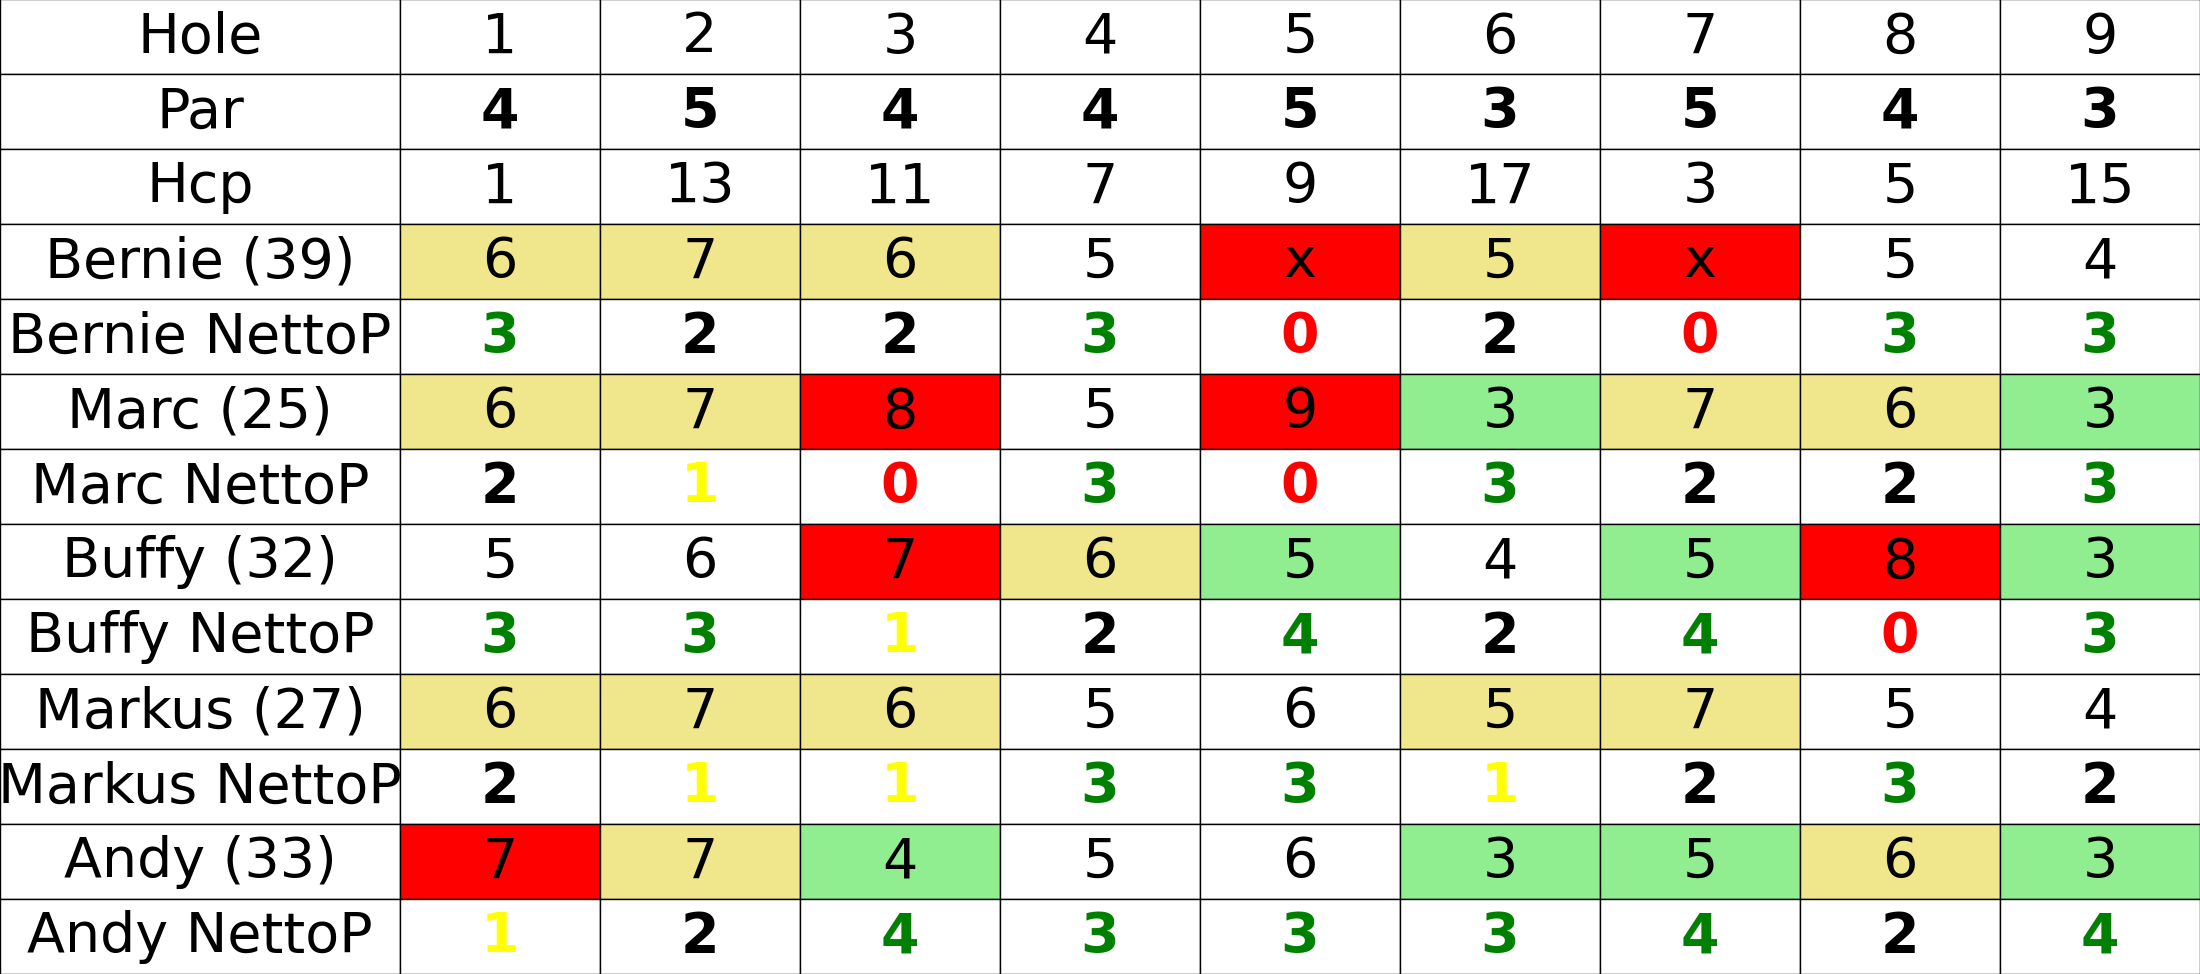 Hole 1 2 3 4 5 6 7 8 9
Par 4 5 4 4 5 3 5 4 3
Hcp 1 13 11 7 9 17 3 5 15
Bernie (39) 6 7 6 5 x 5 x 5 4
Bernie NettoP 3 2 2 3 0 2 0 3 3
Marc (25) 6 7 8 5 9 3 7 6 3
Marc NettoP 2 1 0 3 0 3 2 2 3
Buffy (32) 5 6 7 6 5 4 5 8 3
Buffy NettoP 3 3 1 2 4 2 4 0 3
Markus (27) 6 7 6 5 6 5 7 5 4
Markus NettoP 2 1 1 3 3 1 2 3 2
Andy (33) 7 7 4 5 6 3 5 6 3
Andy NettoP 1 2 4 3 3 3 4 2 4